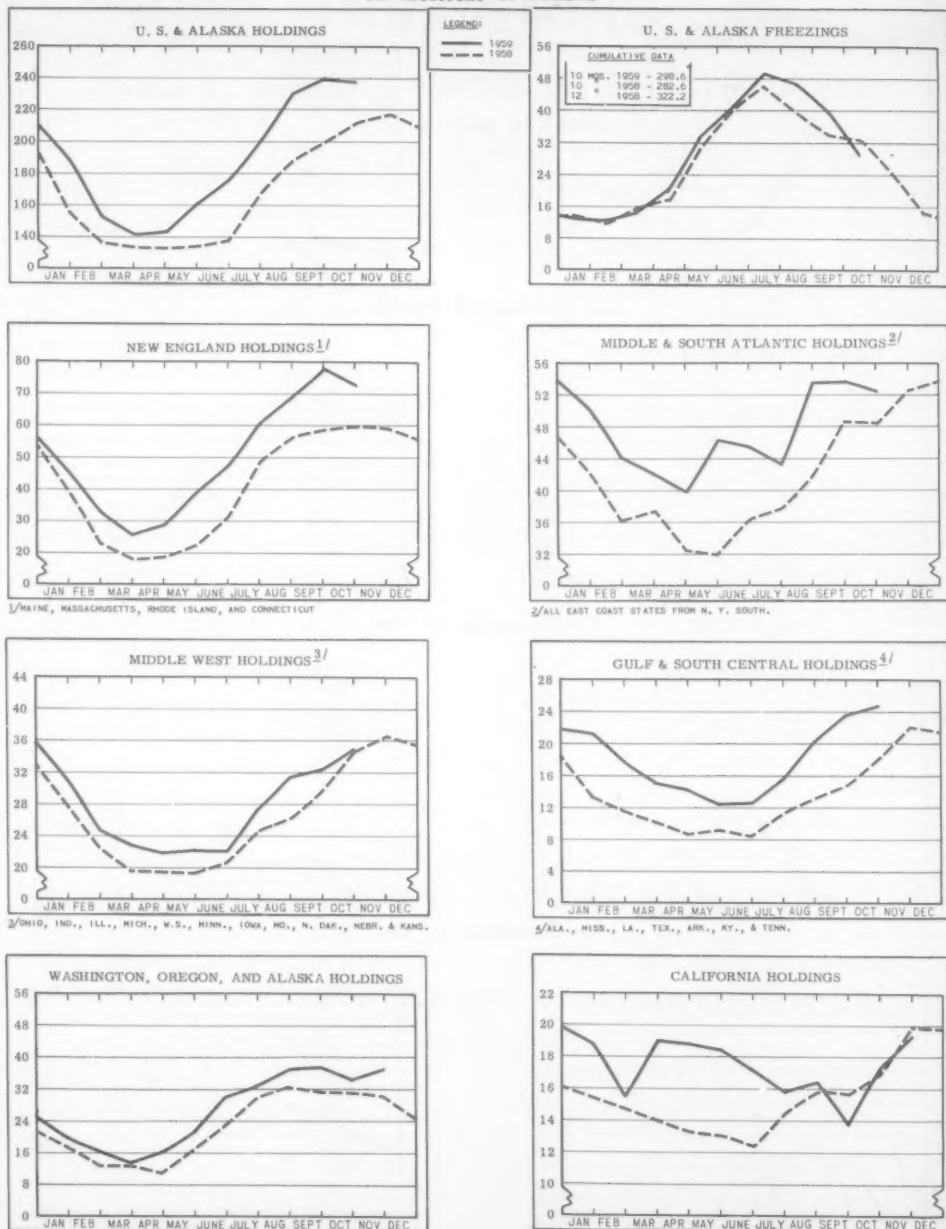 LEGEND:
1959
1958
U. S. & ALASKA HOLDINGS
260
240
220
200
180
160
140
0
JAN FEB MAR APR MAY JUNE JULY AUG SEPT OCT NOV DEC
U. S. & ALASKA FREEZINGS
CUMULATIVE DATA
10 MOS. 1959 - 298.6
10 " 1958 - 282.6
12 " 1958 - 322.2
56
48
40
32
24
16
8
0
JAN FEB MAR APR MAY JUNE JULY AUG SEPT OCT NOV DEC
NEW ENGLAND HOLDINGS 1/
80
70
60
50
40
30
20
0
JAN FEB MAR APR MAY JUNE JULY AUG SEPT OCT NOV DEC
1/MAINE, MASSACHUSETTS, RHODE ISLAND, AND CONNECTICUT
MIDDLE & SOUTH ATLANTIC HOLDINGS 2/
56
52
48
44
40
36
32
0
JAN FEB MAR APR MAY JUNE JULY AUG SEPT OCT NOV DEC
2/ALL EAST COAST STATES FROM N. Y. SOUTH.
MIDDLE WEST HOLDINGS 3/
44
40
36
32
28
24
20
0
JAN FEB MAR APR MAY JUNE JULY AUG SEPT OCT NOV DEC
3/OHIO, IND., ILL., MICH., W.S., MINN., IOWA, MO., N. DAK., NEBR. & KANS.
GULF & SOUTH CENTRAL HOLDINGS 4/
28
24
20
16
12
8
4
0
JAN FEB MAR APR MAY JUNE JULY AUG SEPT OCT NOV DEC
4/ALA., MISS., LA., TEX., ARK., KY., & TENN.
WASHINGTON, OREGON, AND ALASKA HOLDINGS
56
48
40
32
24
16
8
0
JAN FEB MAR APR MAY JUNE JULY AUG SEPT OCT NOV DEC
CALIFORNIA HOLDINGS
22
20
18
16
14
12
10
0
JAN FEB MAR APR MAY JUNE JULY AUG SEPT OCT NOV DEC